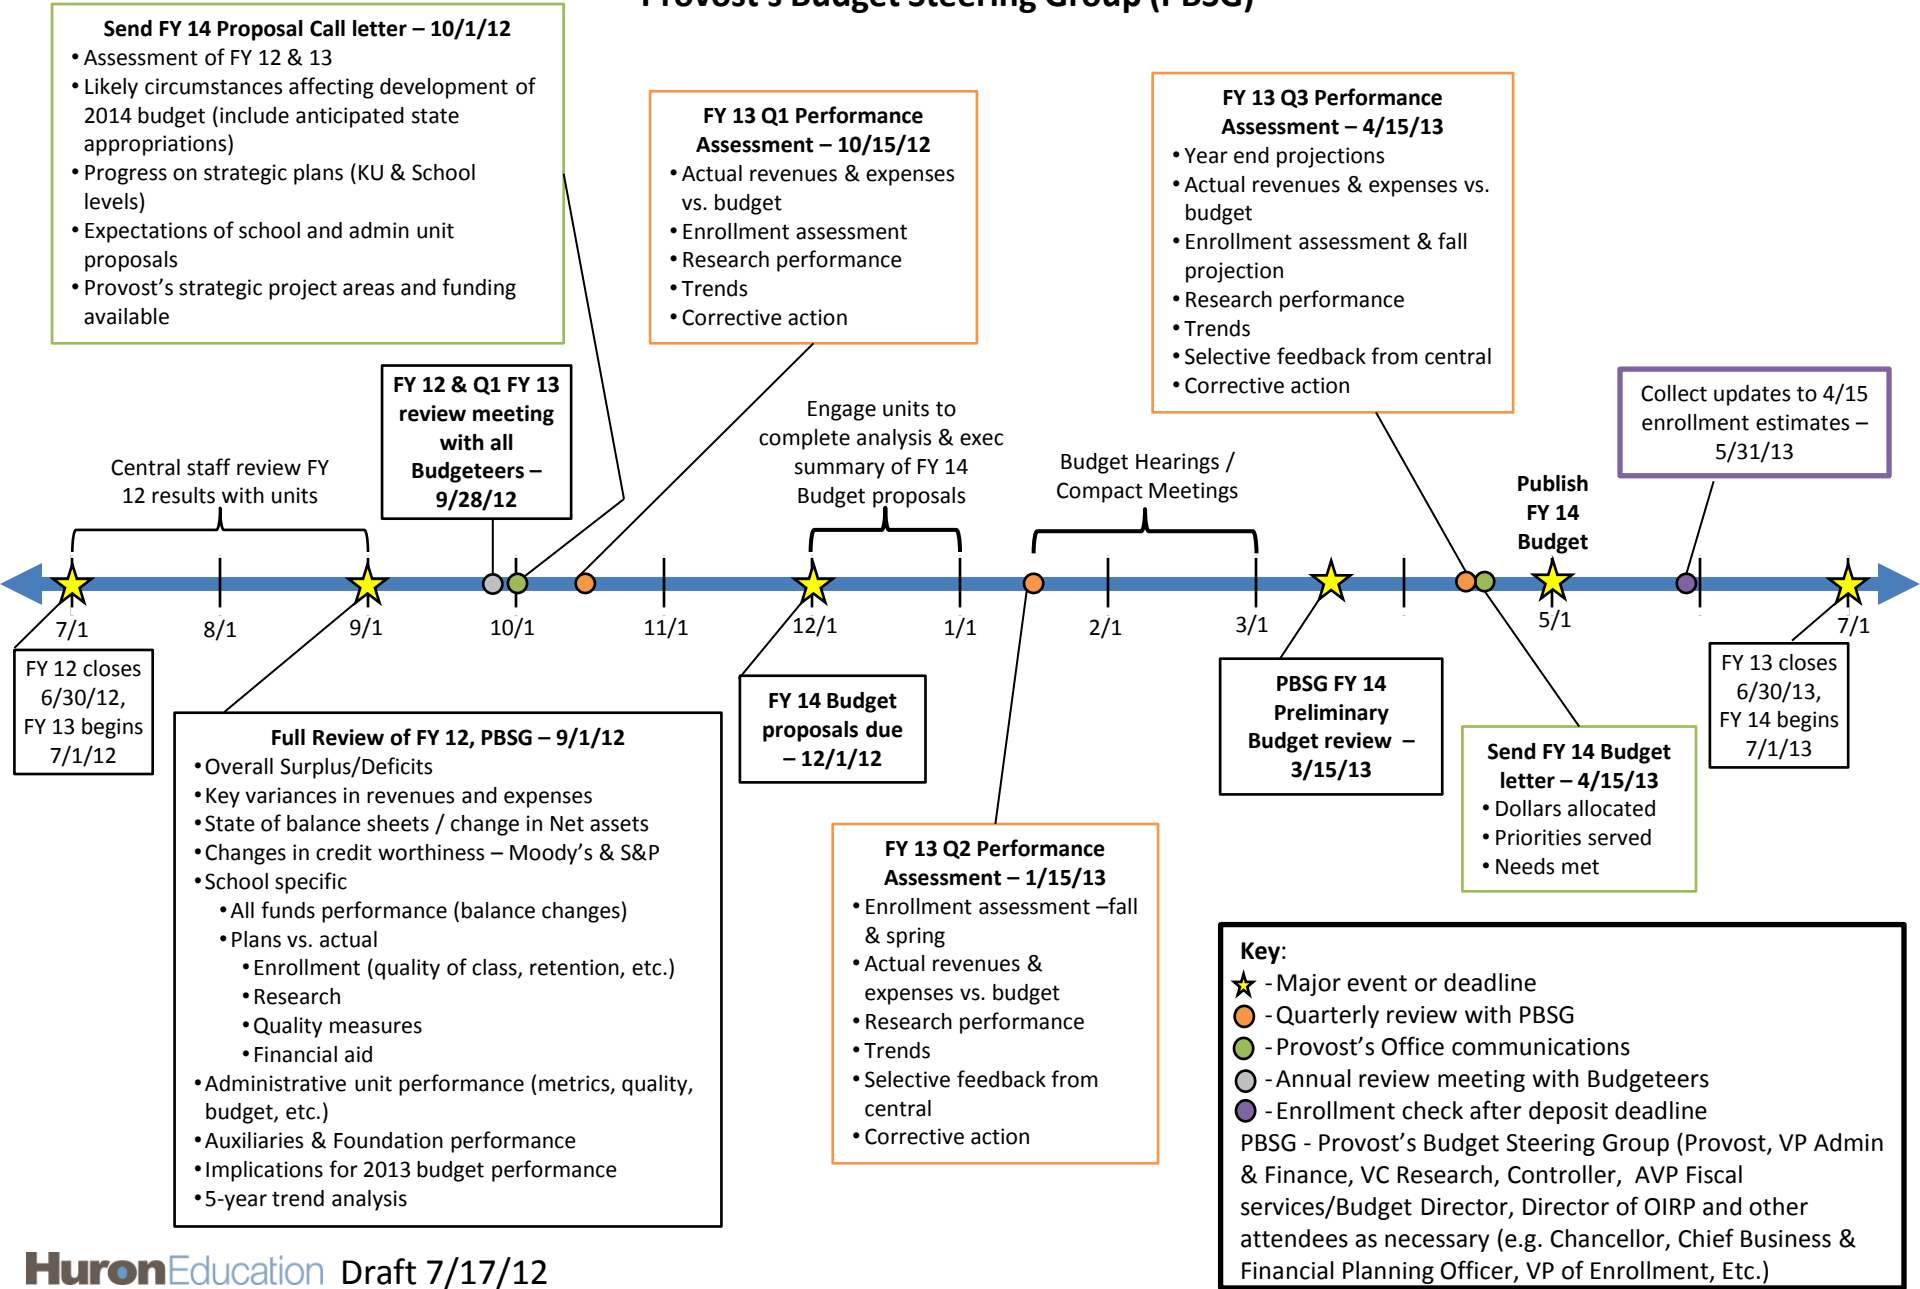 Provost's Budget Steering Group (PBSG)
Send FY 14 Proposal Call letter – 10/1/12
• Assessment of FY 12 & 13
• Likely circumstances affecting development of
2014 budget (include anticipated state
appropriations)
• Progress on strategic plans (KU & School
levels)
• Expectations of school and admin unit
proposals
• Provost's strategic project areas and funding
available
FY 13 Q1 Performance
Assessment – 10/15/12
• Actual revenues & expenses
vs. budget
• Enrollment assessment
• Research performance
• Trends
• Corrective action
FY 13 Q3 Performance
Assessment – 4/15/13
• Year end projections
• Actual revenues & expenses vs.
budget
• Enrollment assessment & fall
projection
• Research performance
• Trends
• Selective feedback from central
• Corrective action
FY 12 & Q1 FY 13
review meeting
with all
Budgeteers –
9/28/12
Collect updates to 4/15
enrollment estimates –
5/31/13
Central staff review FY
12 results with units
Engage units to
complete analysis & exec
summary of FY 14
Budget proposals
Budget Hearings /
Compact Meetings
Publish
FY 14
Budget
7/1
8/1
9/1
10/1
11/1
12/1
1/1
2/1
3/1
5/1
7/1
FY 12 closes
6/30/12,
FY 13 begins
7/1/12
Full Review of FY 12, PBSG – 9/1/12
• Overall Surplus/Deficits
• Key variances in revenues and expenses
• State of balance sheets / change in Net assets
• Changes in credit worthiness – Moody's & S&P
• School specific
• All funds performance (balance changes)
• Plans vs. actual
• Enrollment (quality of class, retention, etc.)
• Research
• Quality measures
• Financial aid
• Administrative unit performance (metrics, quality,
budget, etc.)
• Auxiliaries & Foundation performance
• Implications for 2013 budget performance
• 5-year trend analysis
FY 14 Budget
proposals due
– 12/1/12
FY 13 Q2 Performance
Assessment – 1/15/13
• Enrollment assessment –fall
& spring
• Actual revenues &
expenses vs. budget
• Research performance
• Trends
• Selective feedback from
central
• Corrective action
PBSG FY 14
Preliminary
Budget review –
3/15/13
Send FY 14 Budget
letter – 4/15/13
• Dollars allocated
• Priorities served
• Needs met
FY 13 closes
6/30/13,
FY 14 begins
7/1/13
Key:
- Major event or deadline
- Quarterly review with PBSG
- Provost's Office communications
- Annual review meeting with Budgeteers
- Enrollment check after deposit deadline
PBSG - Provost's Budget Steering Group (Provost, VP Admin
& Finance, VC Research, Controller, AVP Fiscal
services/Budget Director, Director of OIRP and other
attendees as necessary (e.g. Chancellor, Chief Business &
Financial Planning Officer, VP of Enrollment, Etc.)
Huron Education Draft 7/17/12